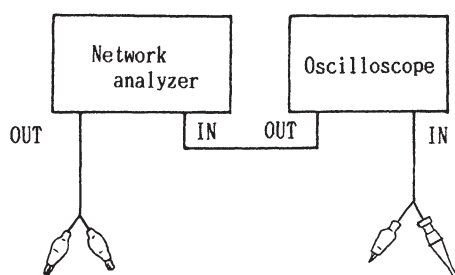 Network
analyzer
Oscilloscope
OUT
IN
OUT
IN